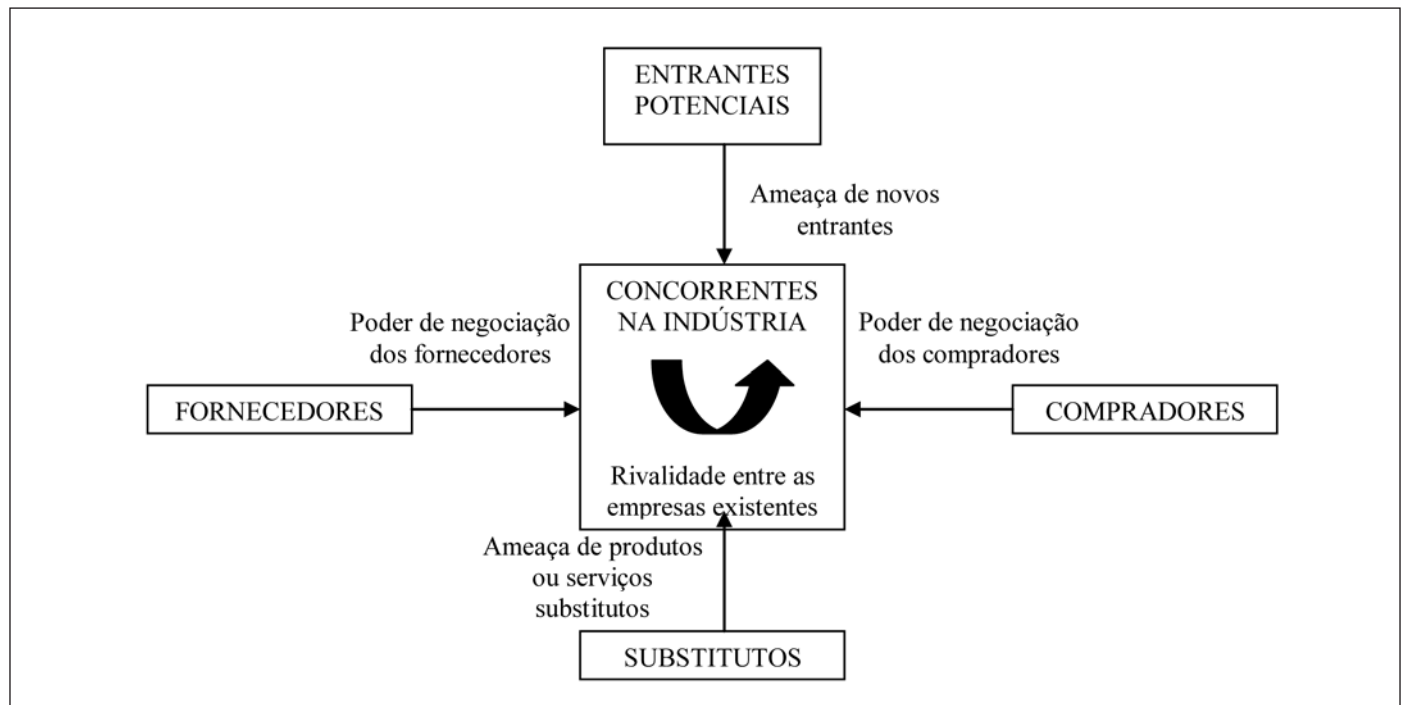 ENTRANTES
POTENCIAIS
Ameaça de novos
entrantes
CONCORRENTES
NA INDÚSTRIA
Poder de negociação
dos fornecedores
Poder de negociação
dos compradores
FORNECEDORES
COMPRADORES
Rivalidade entre as
empresas existentes
Ameaça de produtos
ou serviços
substitutos
SUBSTITUTOS